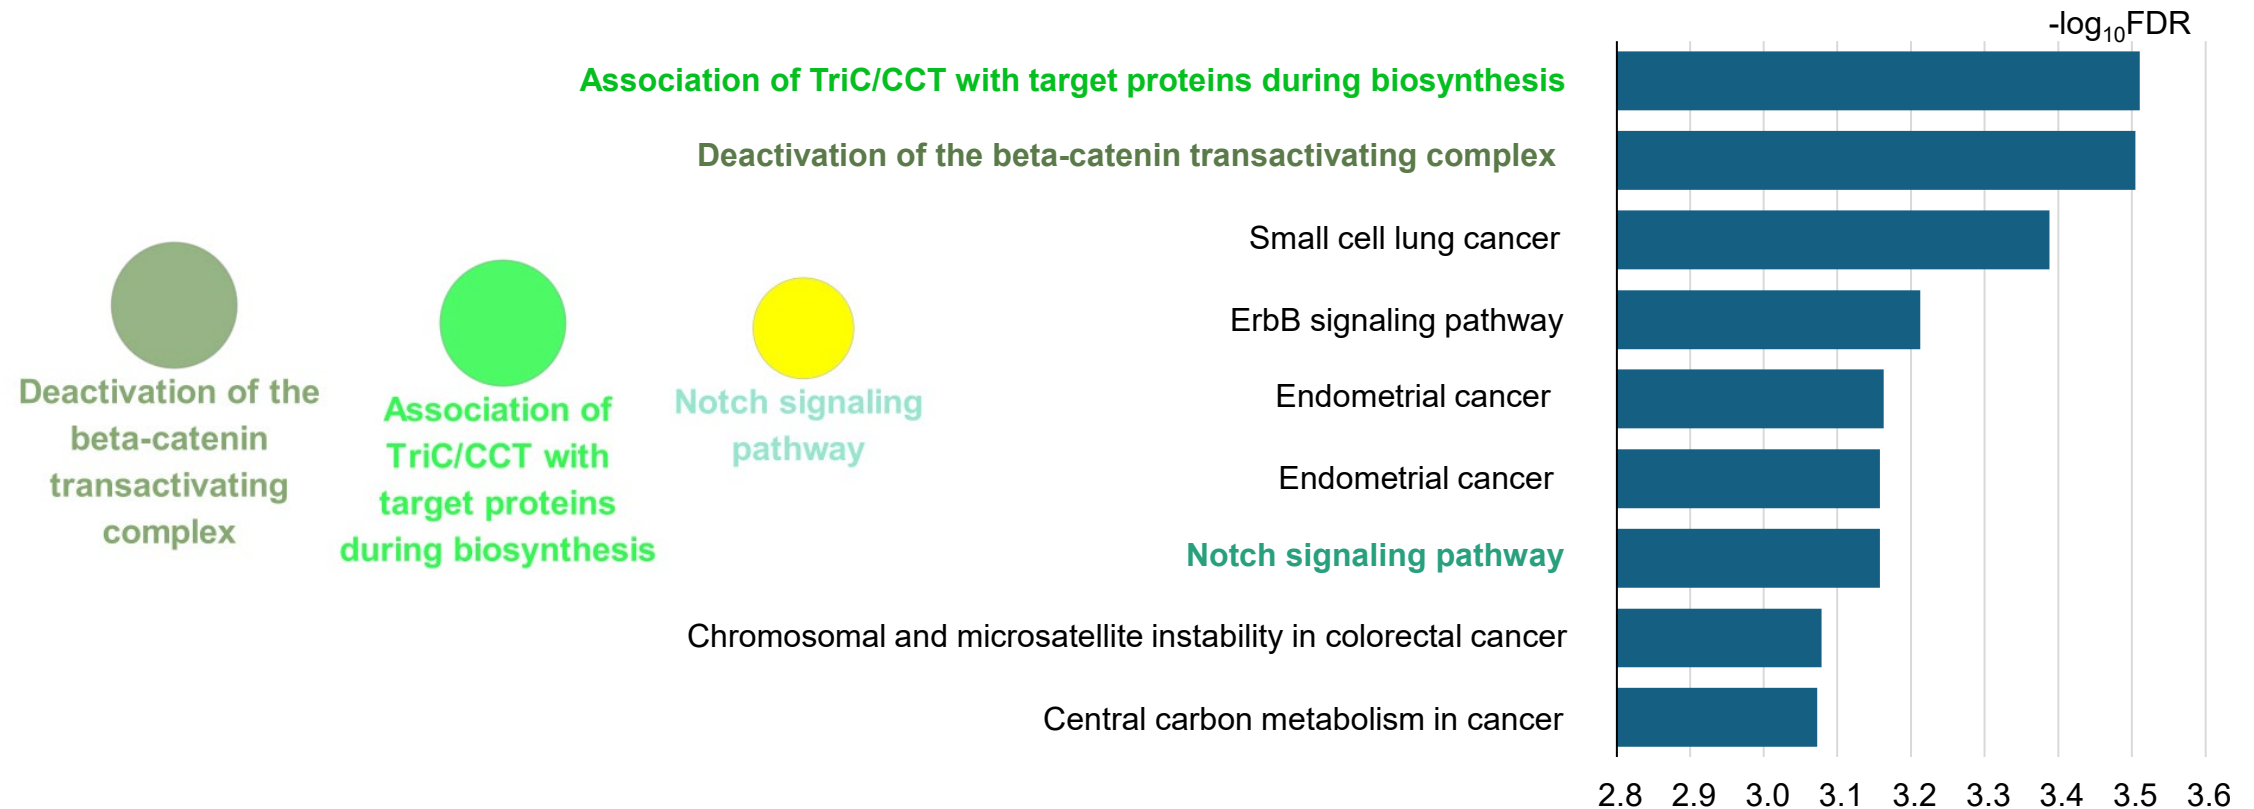 -log10FDR
Association of TriC/CCT with target proteins during biosynthesis
Deactivation of the beta-catenin transactivating complex
Small cell lung cancer
ErbB signaling pathway
Endometrial cancer
Endometrial cancer
Notch signaling pathway
Chromosomal and microsatellite instability in colorectal cancer
Central carbon metabolism in cancer
2.8 2.9 3.0 3.1 3.2 3.3 3.4 3.5 3.6
Deactivation of the
beta-catenin
transactivating
complex
Association of
TriC/CCT with
target proteins
during biosynthesis
Notch signaling
pathway